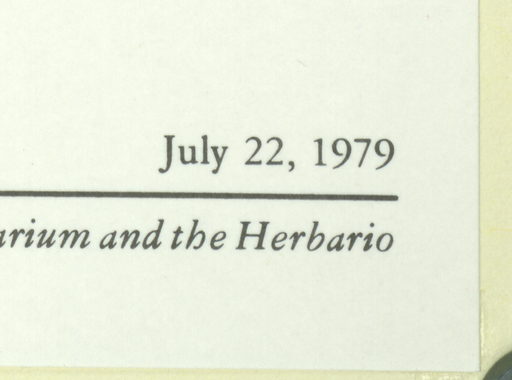 July 22, 1979
and the Herbario